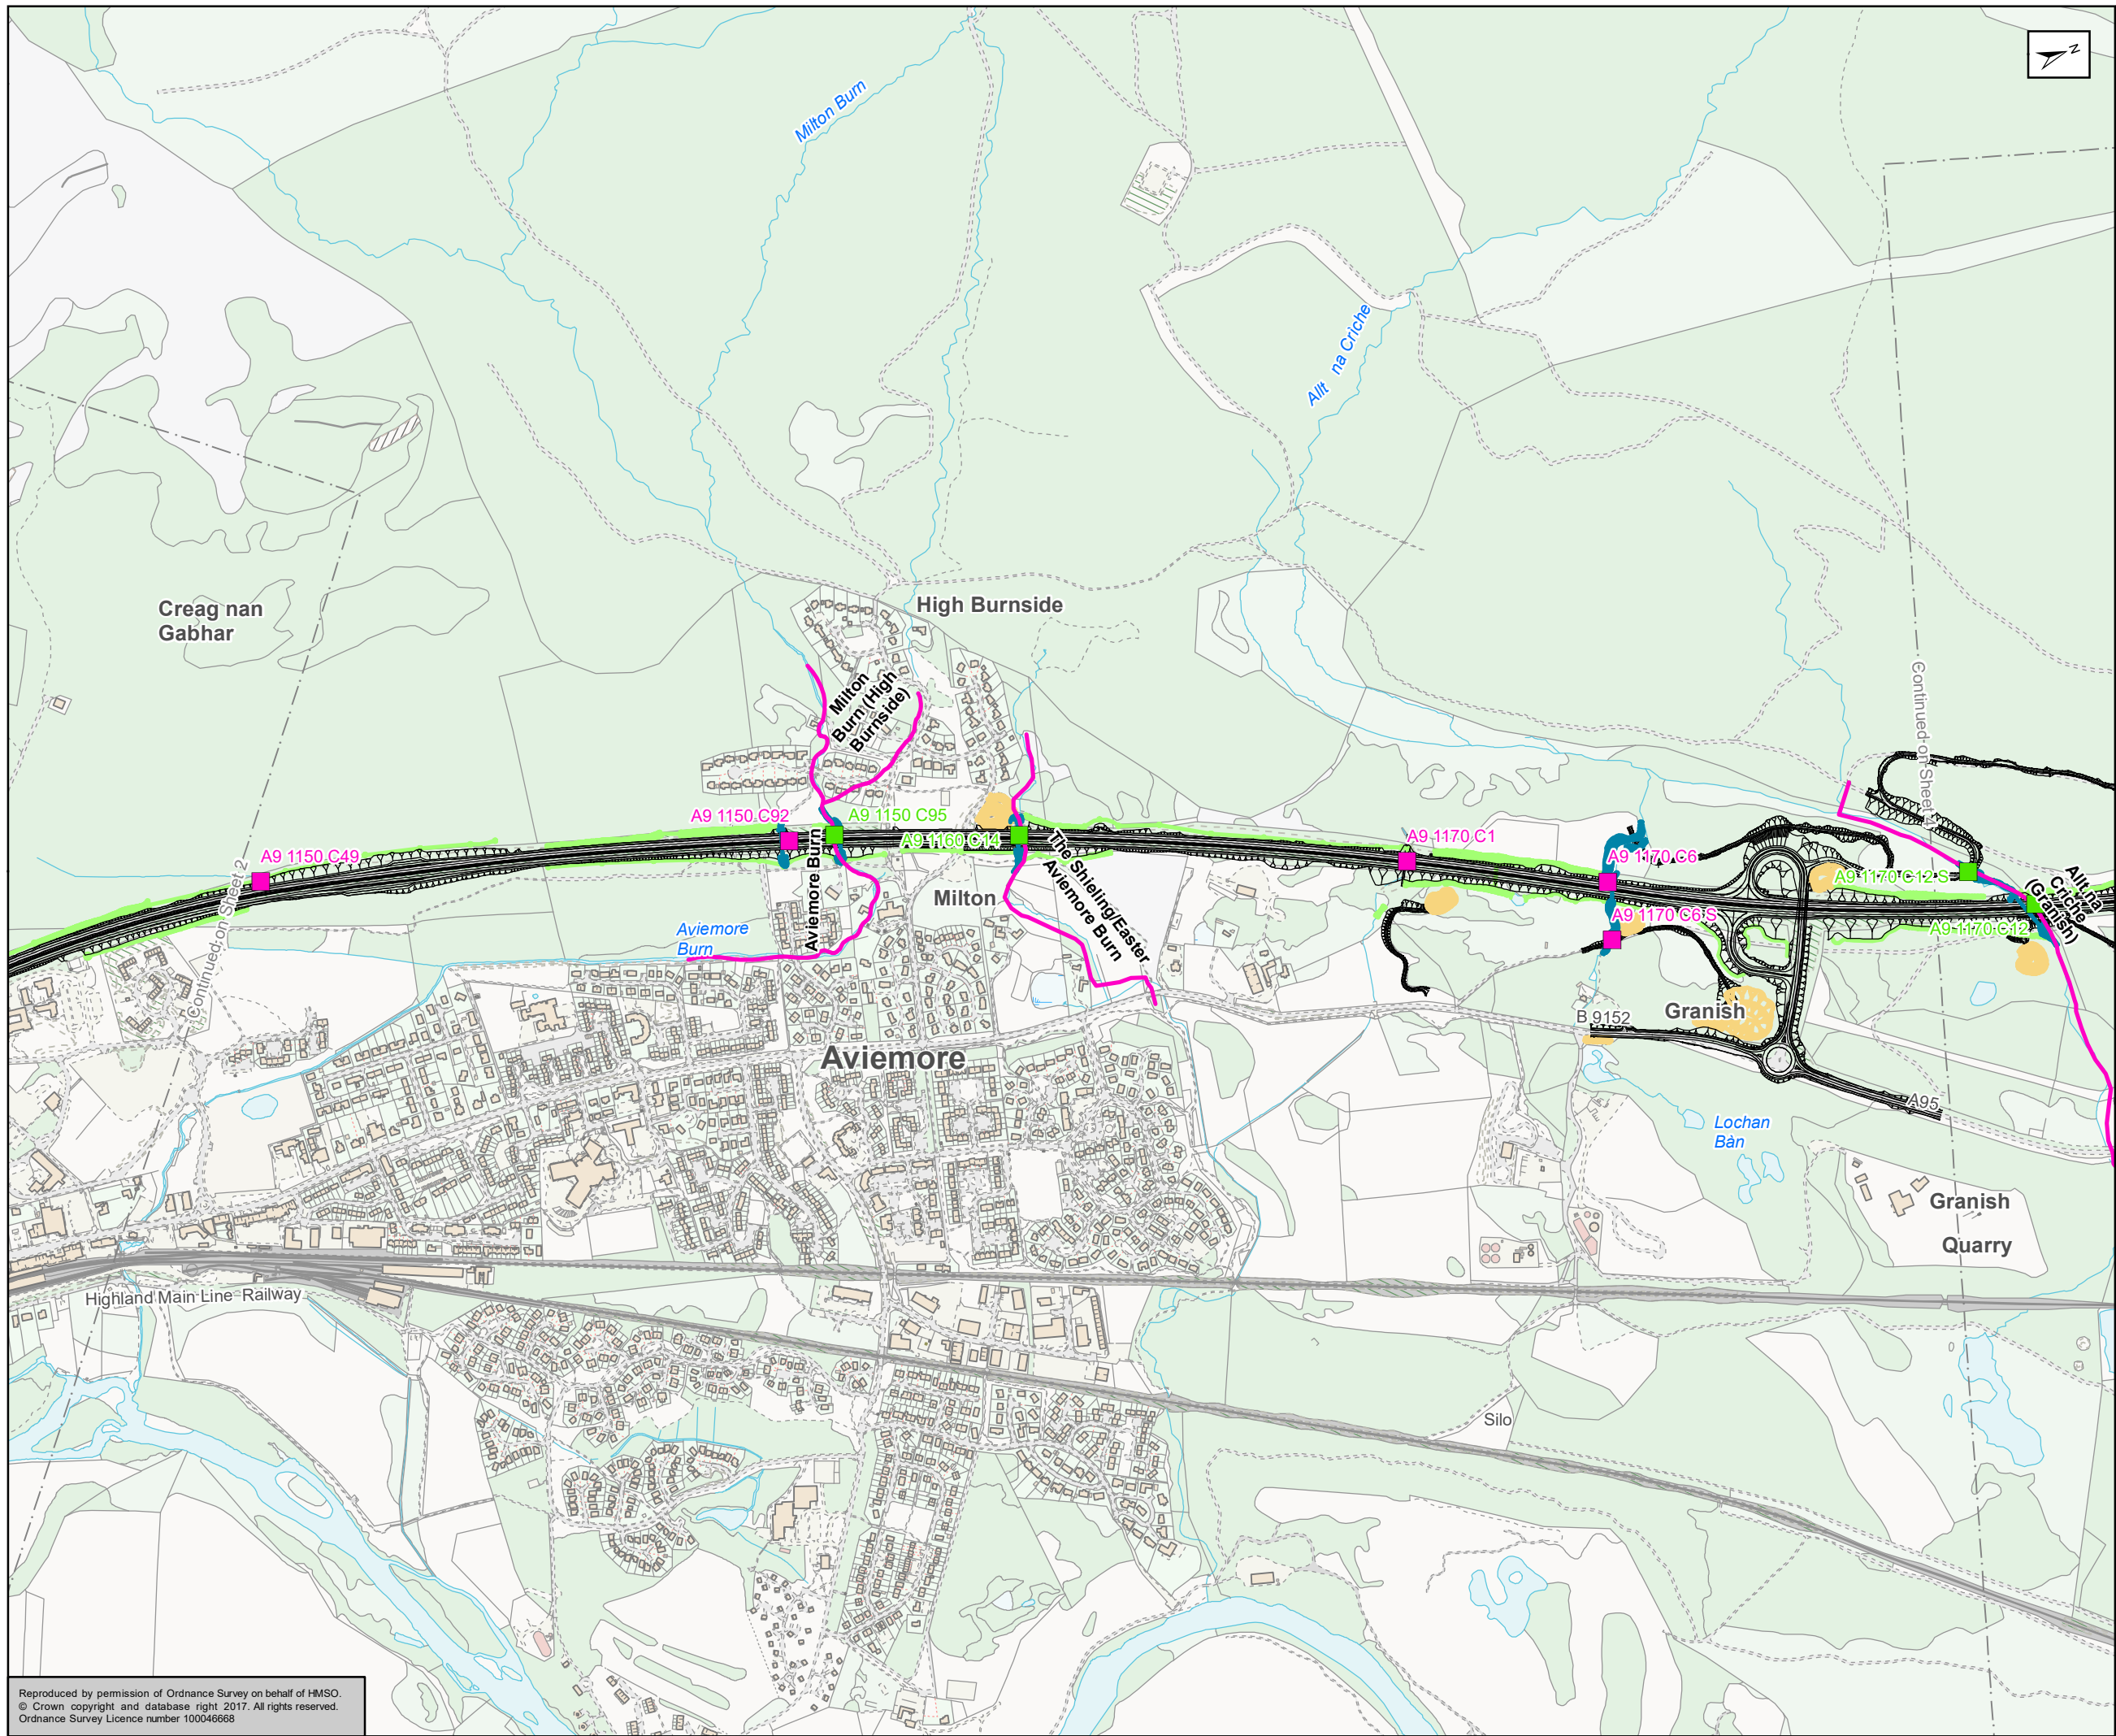 N
Milton Burn
Allt na Crìche
Creag nan
Gabhar
High Burnside
Milton
Burn (High
Burnside)
Continued on Sheet 4
A9 1150 C92
A9 1150 C95
A9 1160 C14
A9 1150 C49
A9 1170 C1
A9 1170 C6
A9 1170 C12 S
Allt na
Criche
(Granish)
Continued on Sheet 2
Aviemore Burn
Milton
The Shieling/Easter
Aviemore Burn
A9 1170 C6 S
A9 1170 C12
Aviemore
Burn
B 9152
Granish
Aviemore
A95
Lochan
Bàn
Granish
Quarry
Highland Main Line Railway
Silo
Reproduced by permission of Ordnance Survey on behalf of HMSO.
© Crown copyright and database right 2017. All rights reserved.
Ordnance Survey Licence number 100046668